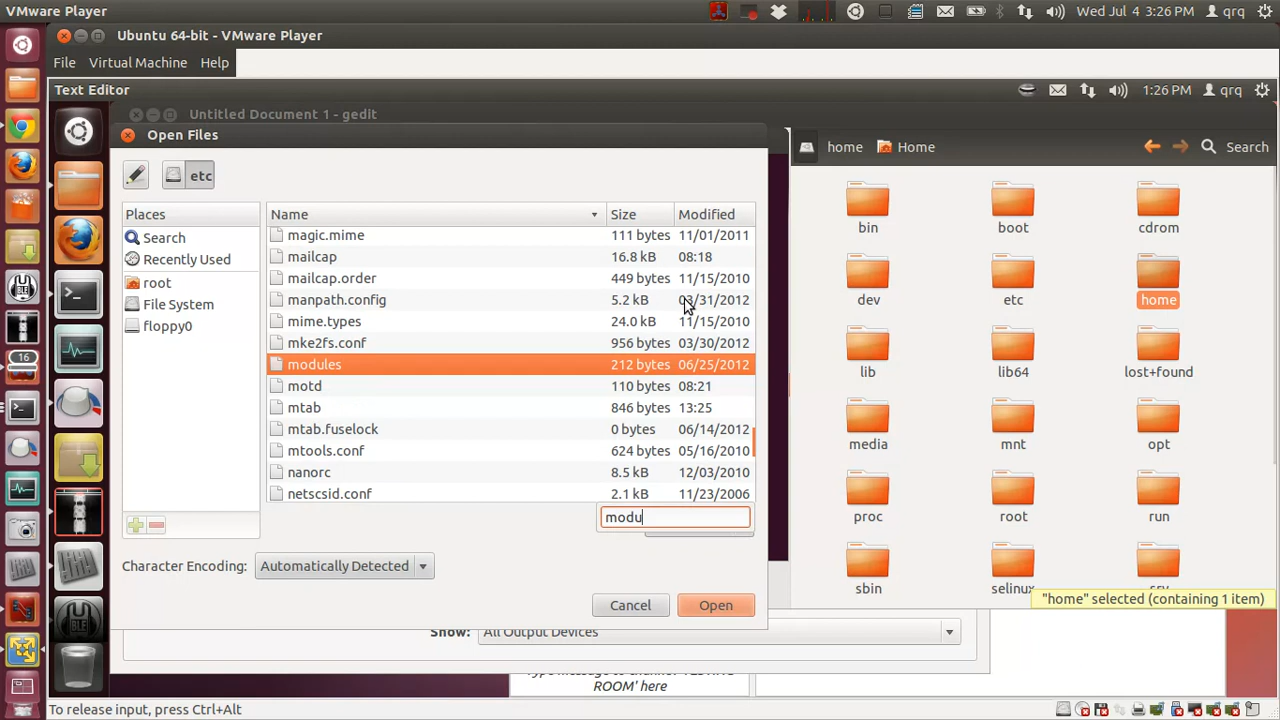 VMware Player
Wed Jul 4 3:26 PM
qrq
Ubuntu 64-bit - VMware Player
File Virtual Machine Help
Text Editor
1:26 PM
qrq
Untitled Document 1 - gedit
Open Files
etc
Places
Search
Recently Used
root
File System
floppy0
Name Size Modified
magic.mime 111 bytes 11/01/2011
mailcap 16.8 kB 08:18
mailcap.order 449 bytes 11/15/2010
manpath.config 5.2 kB /31/2012
mime.types 24.0 kB 11/15/2010
mke2fs.conf 956 bytes 03/30/2012
modules 212 bytes 06/25/2012
motd 110 bytes 08:21
mtab 846 bytes 13:25
mtab.fuselock 0 bytes 06/14/2012
mtools.conf 624 bytes 05/16/2010
nanorc 8.5 kB 12/03/2010
netscsid.conf 2.1 kB 11/23/2006
modu
Character Encoding: Automatically Detected
Cancel Open
Show: All Output Devices
ROOM' here
home Home Search
bin boot cdrom
dev etc home
lib lib64 lost+found
media mnt opt
proc root run
sbin selinux srv
"home" selected (containing 1 item)
16
To release input, press Ctrl+Alt